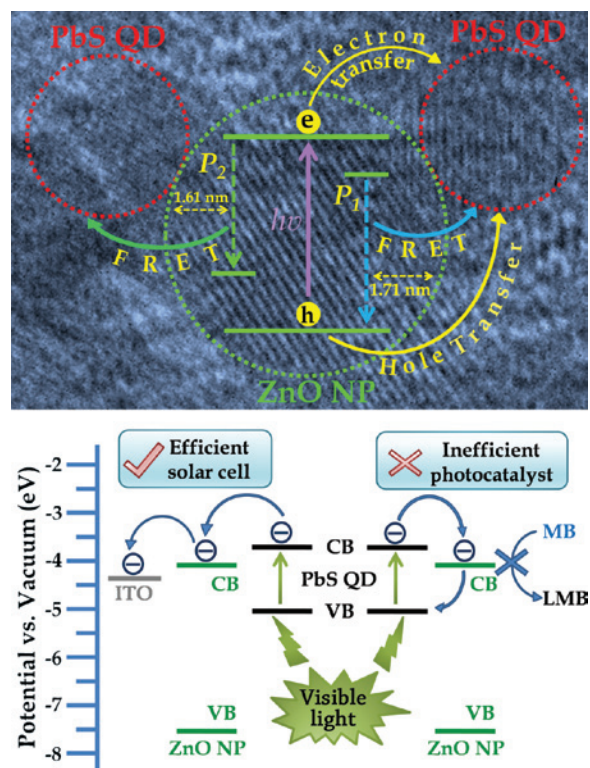 PbS QD
PbS QD
Electron
transfer
e
P2
P1
1.61 nm
hν
FRET
FRET
1.71 nm
h
Hole Transfer
ZnO NP
Efficient
solar cell
Inefficient
photocatalyst
Potential vs. Vacuum (eV)
-2
-3
-4
-5
-6
-7
-8
ITO
CB
CB
PbS QD
VB
CB
MB
LMB
Visible
light
VB
ZnO NP
VB
ZnO NP